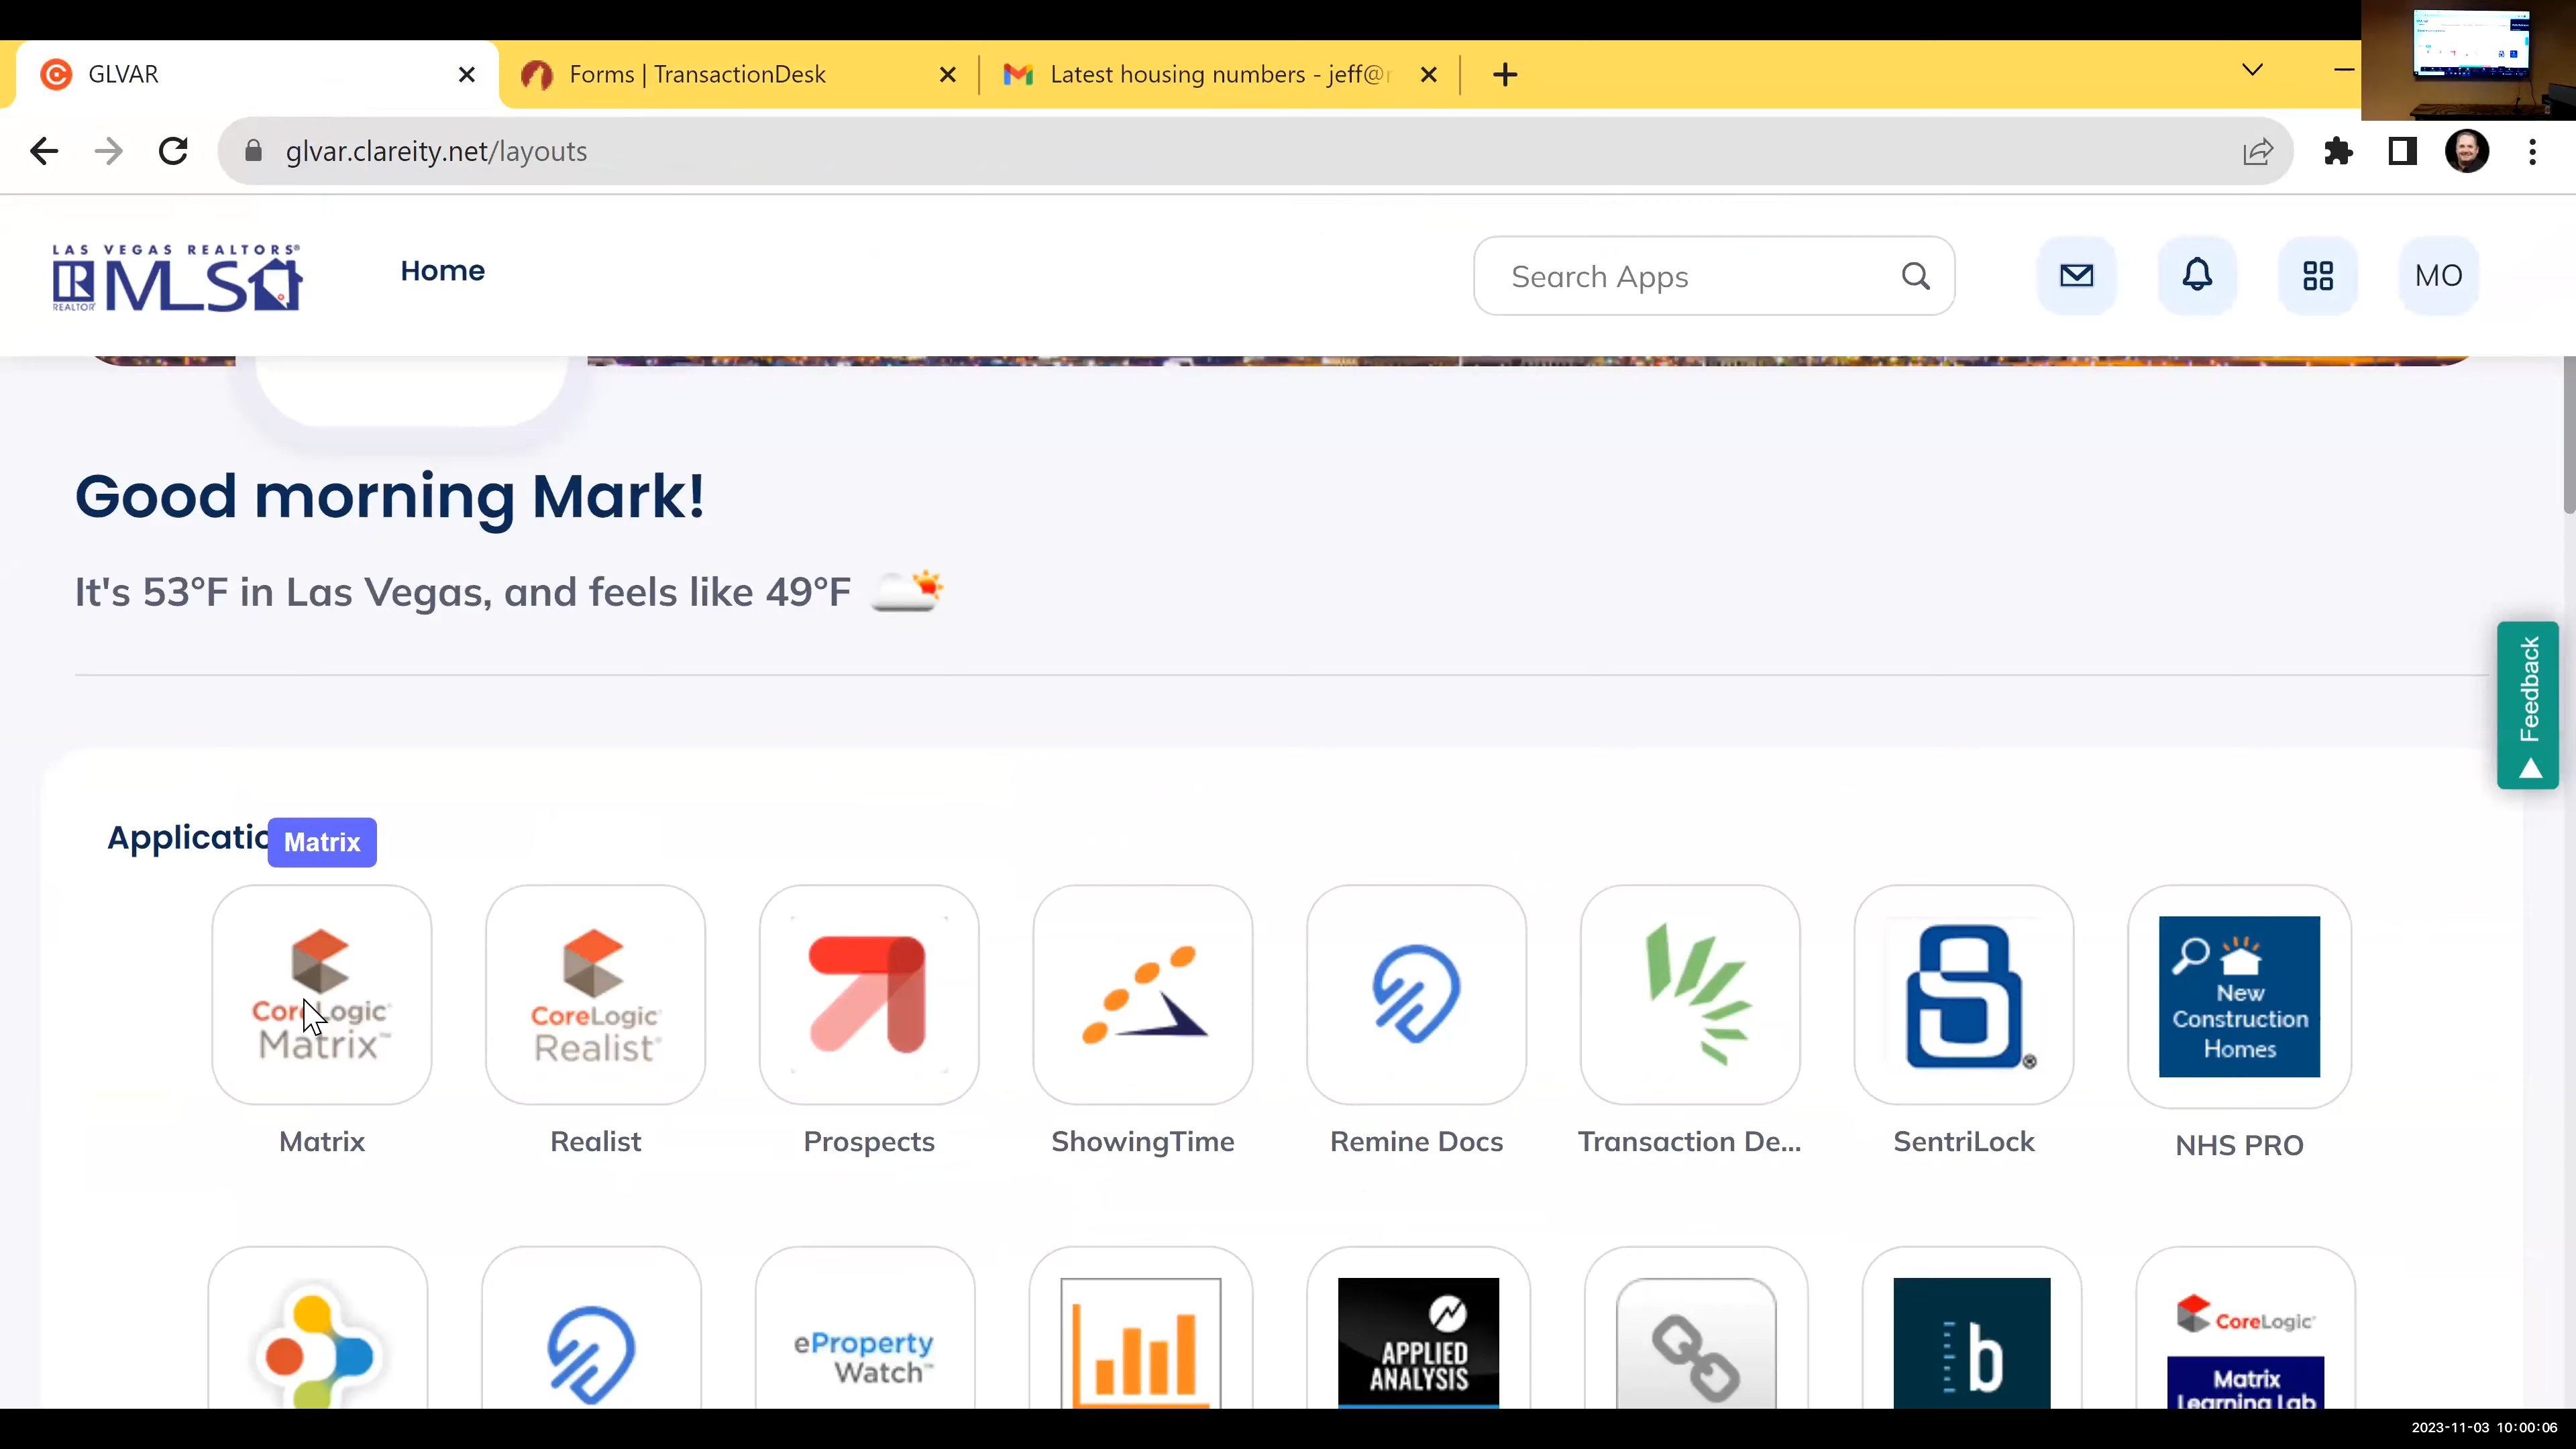 GLVAR
Forms | TransactionDesk
Latest housing numbers - jeff@r
glvar.clareity.net/layouts
LAS VEGAS REALTORS®
REALTOR® MLS
Home
Search Apps
MO
Good morning Mark!
It's 53°F in Las Vegas, and feels like 49°F
Feedback
Applicatio
Matrix
CoreLogic®
Matrix™
CoreLogic®
Realist®
New
Construction
Homes
Matrix
Realist
Prospects
ShowingTime
Remine Docs
Transaction De...
SentriLock
NHS PRO
eProperty
Watch™
APPLIED
ANALYSIS
b
CoreLogic®
Matrix
Learning Lab
2023-11-03 10:00:06